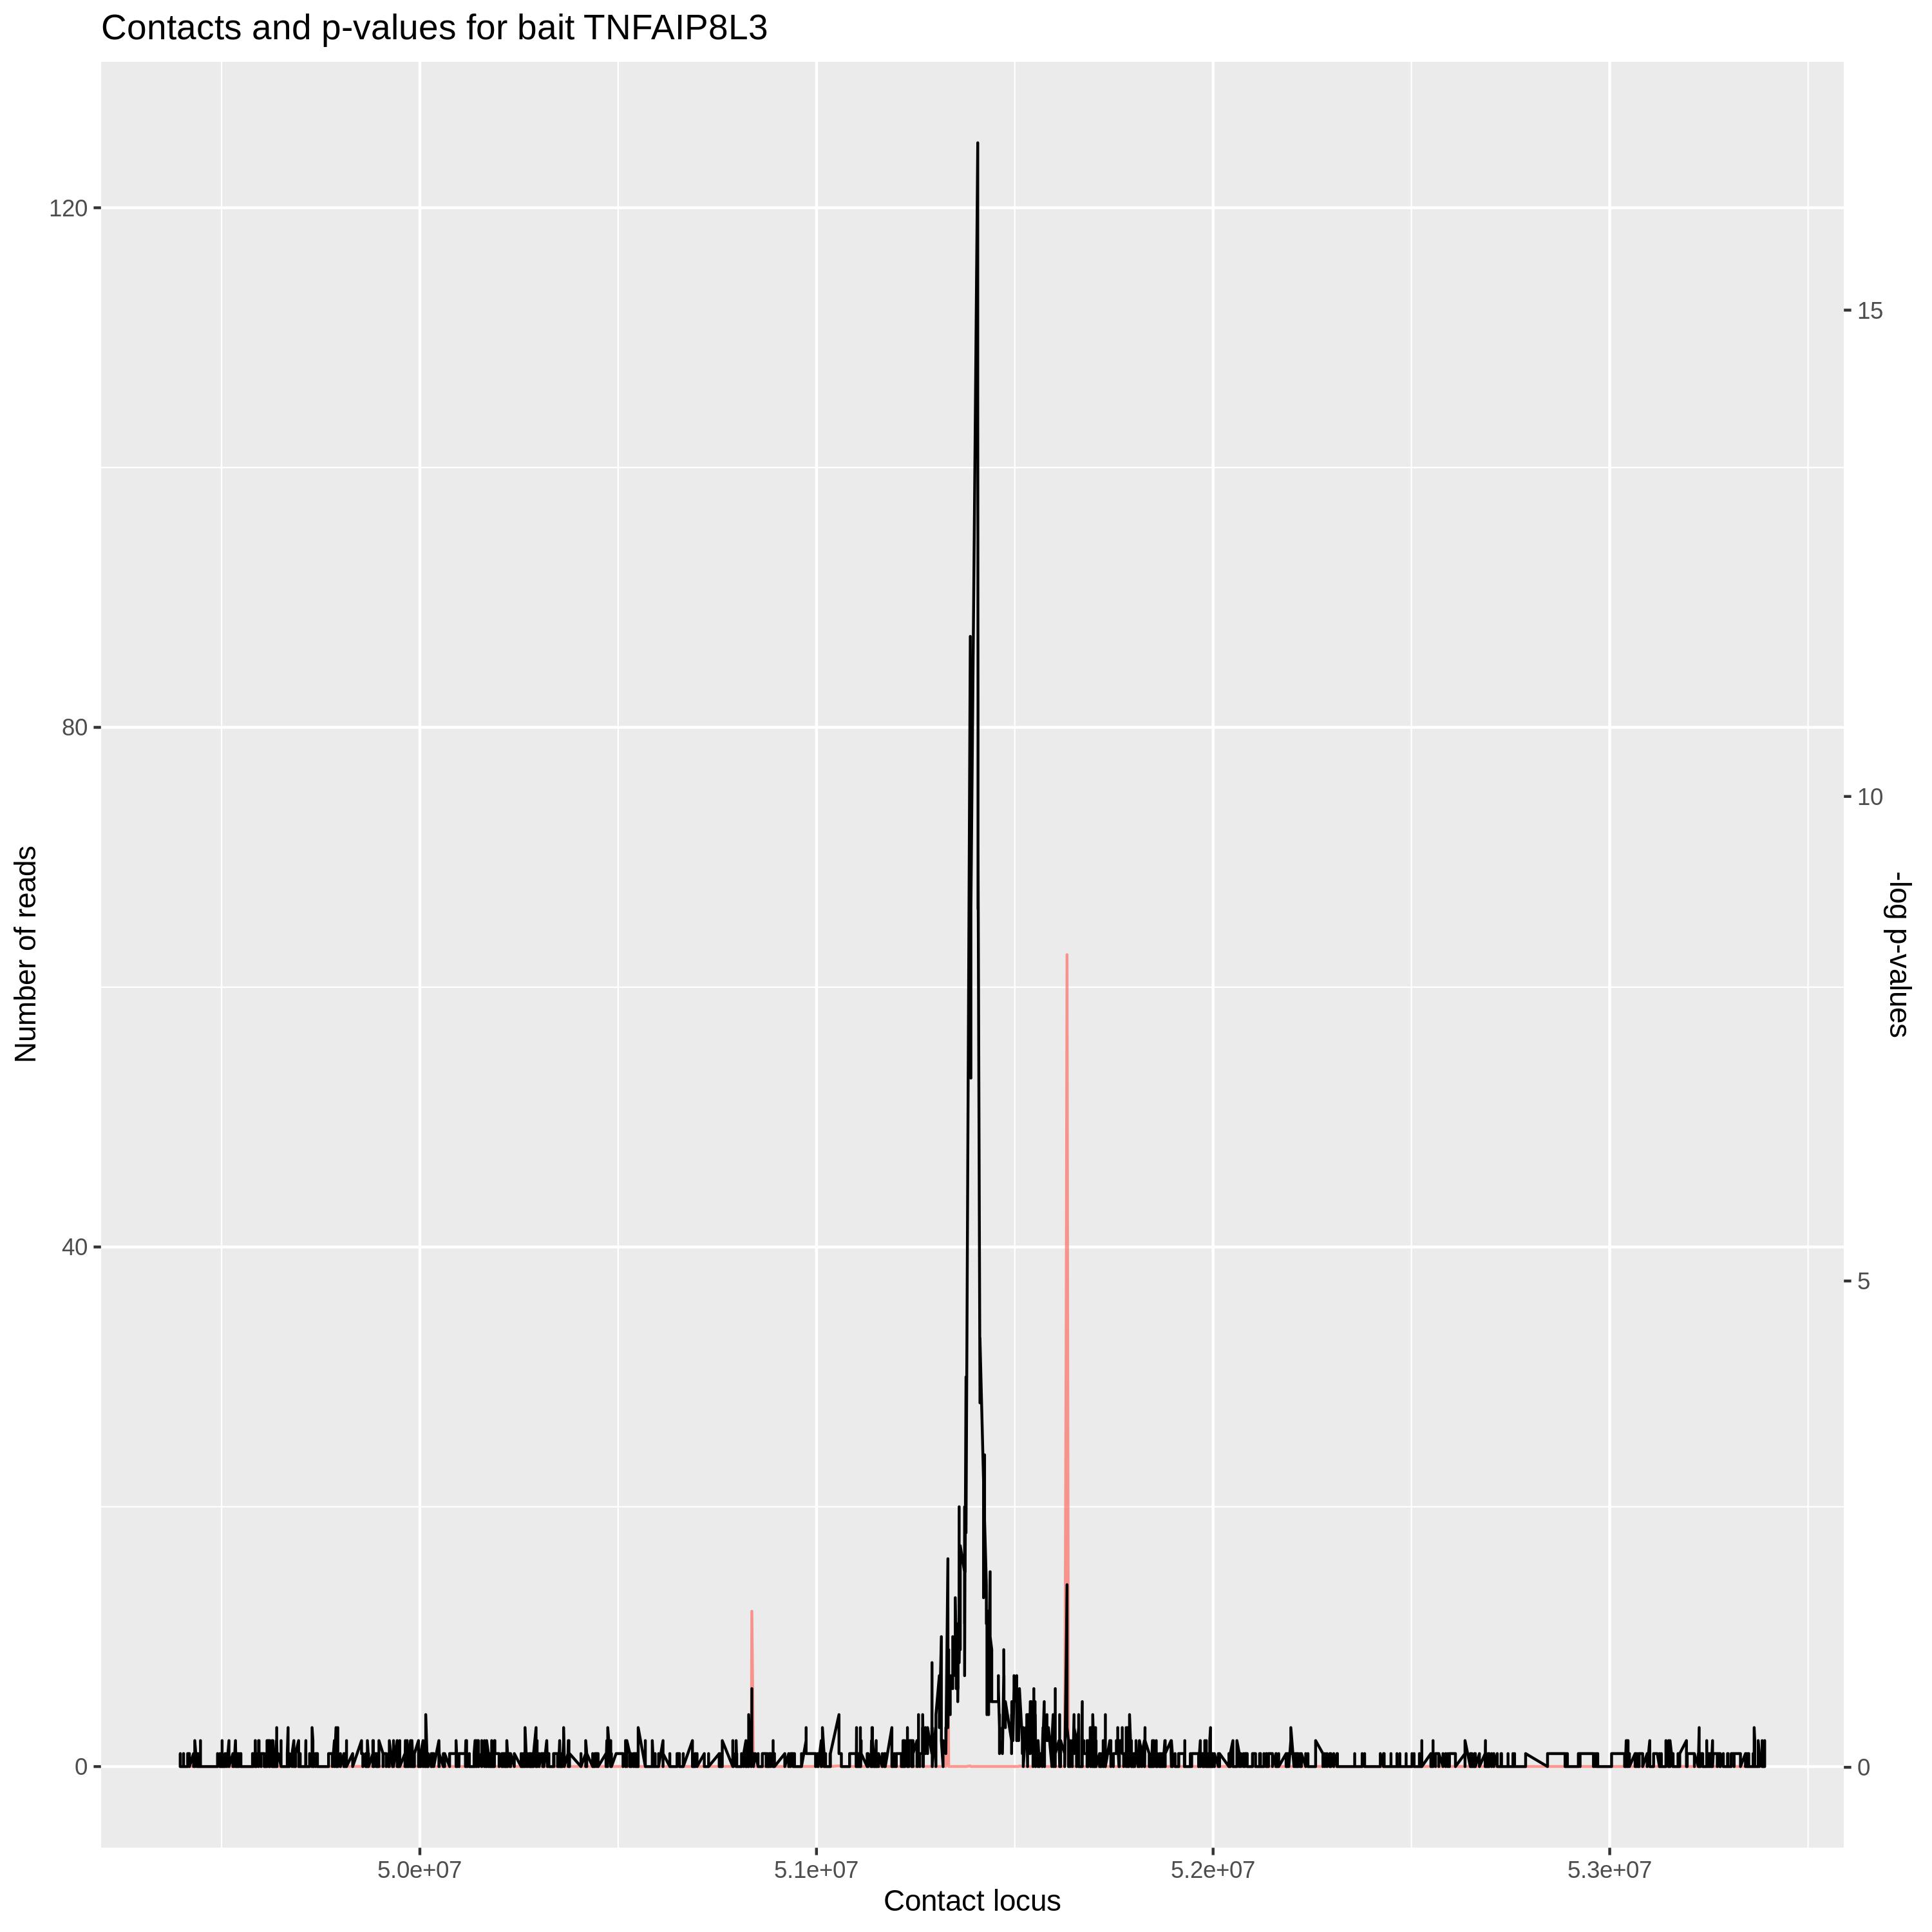 Contacts and p-values for bait TNFAIP8L3
120
80
40
0
Number of reads
15
10
5
0
-log p-values
5.0e+07
5.1e+07
5.2e+07
5.3e+07
Contact locus